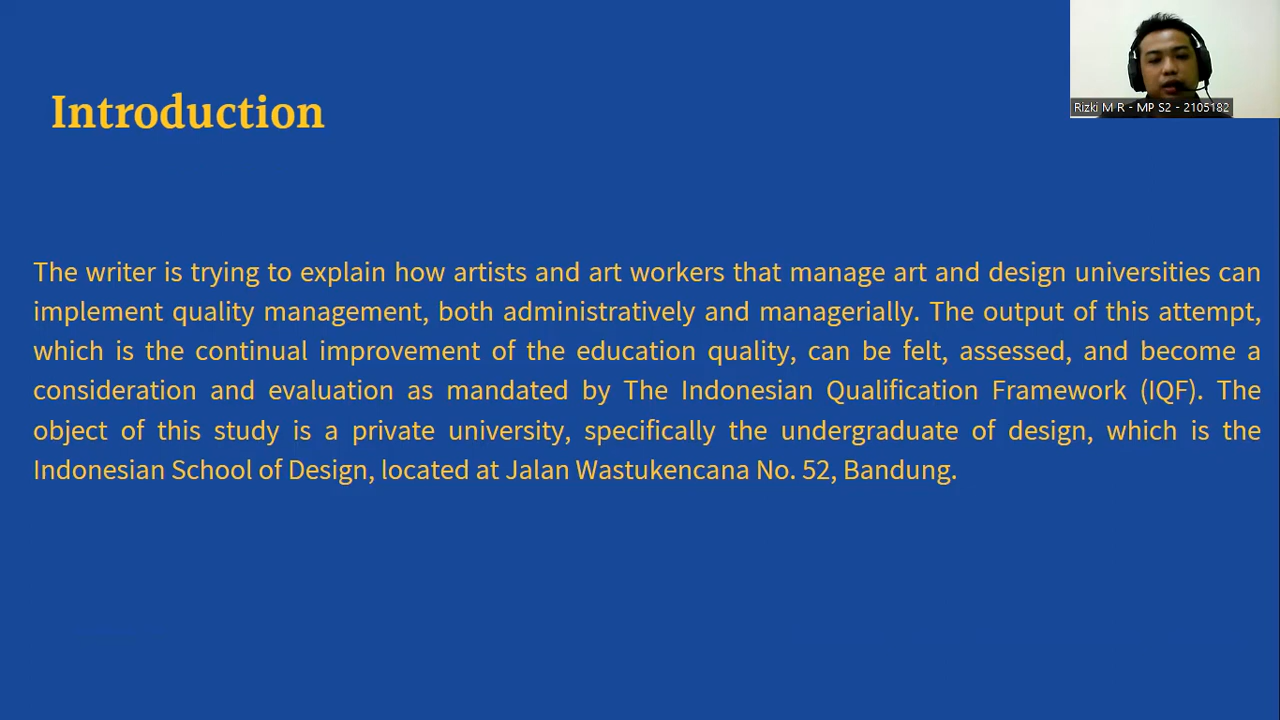 Introduction
Rizki M R - MP S2 - 2105182
The writer is trying to explain how artists and art workers that manage art and design universities can
implement quality management, both administratively and managerially. The output of this attempt,
which is the continual improvement of the education quality, can be felt, assessed, and become a
consideration and evaluation as mandated by The Indonesian Qualification Framework (IQF). The
object of this study is a private university, specifically the undergraduate of design, which is the
Indonesian School of Design, located at Jalan Wastukencana No. 52, Bandung.